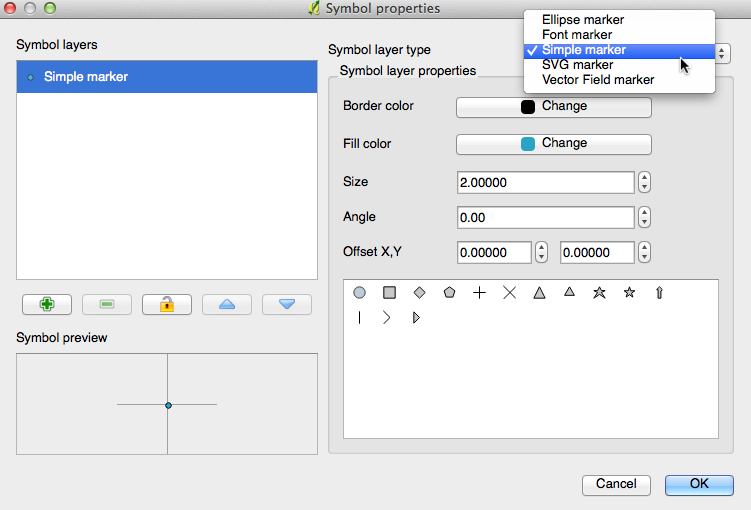 Symbol properties
Symbol layers
Simple marker
Symbol layer type
Ellipse marker
Font marker
✓ Simple marker
SVG marker
Vector Field marker
Symbol layer properties
Border color Change
Fill color Change
Size 2.00000
Angle 0.00
Offset X,Y 0.00000 0.00000
Symbol preview
Cancel OK